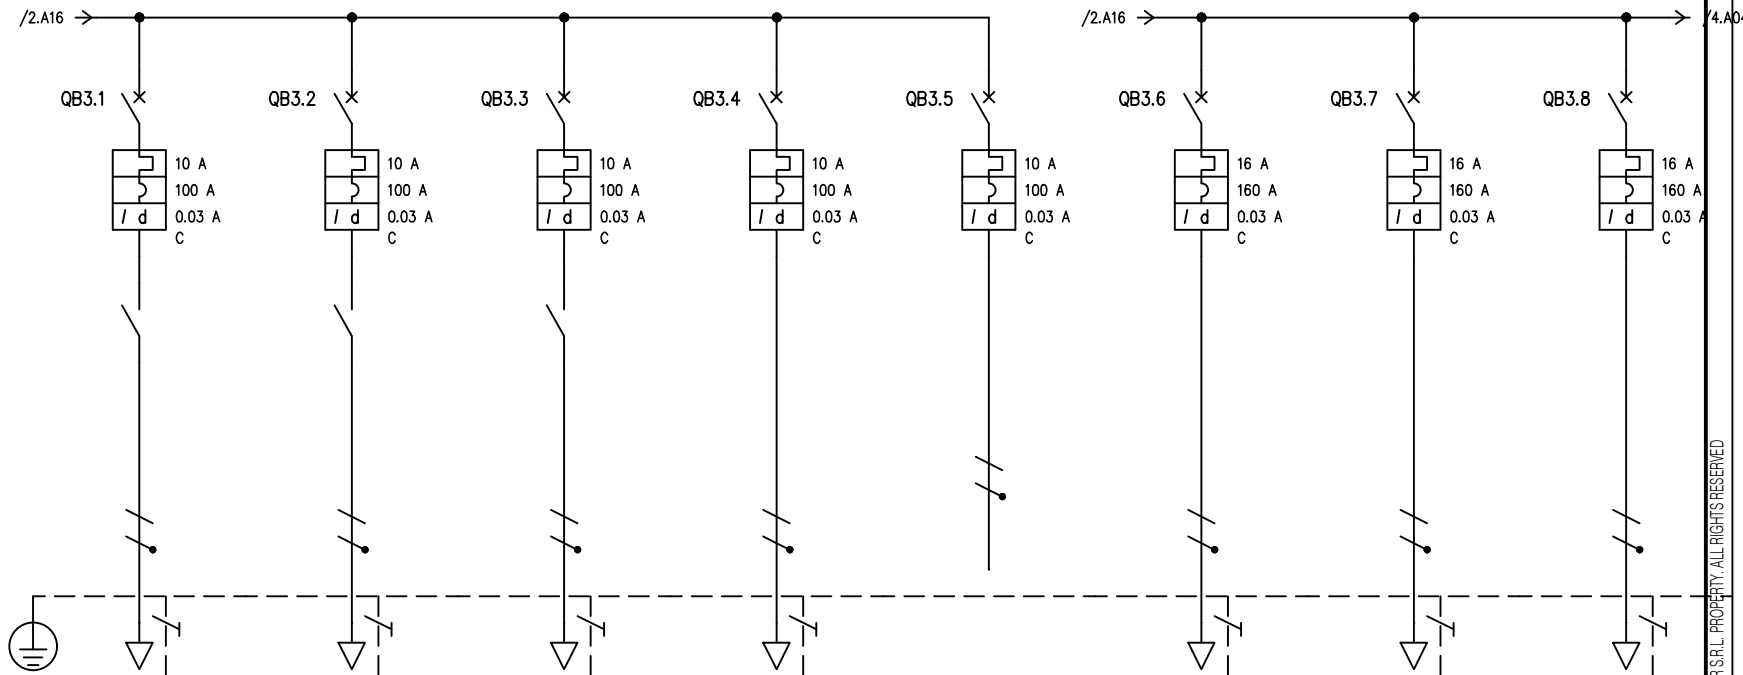 /2.A16
/2.A16
/4.A04
QB3.1
QB3.2
QB3.3
QB3.4
QB3.5
QB3.6
QB3.7
QB3.8
10 A
100 A
I d
0.03 A
C
10 A
100 A
I d
0.03 A
C
10 A
100 A
I d
0.03 A
C
10 A
100 A
I d
0.03 A
C
10 A
100 A
I d
0.03 A
C
16 A
160 A
I d
0.03 A
C
16 A
160 A
I d
0.03 A
C
16 A
160 A
I d
0.03 A
C
S.R.L. PROPERTY. ALL RIGHTS RESERVED